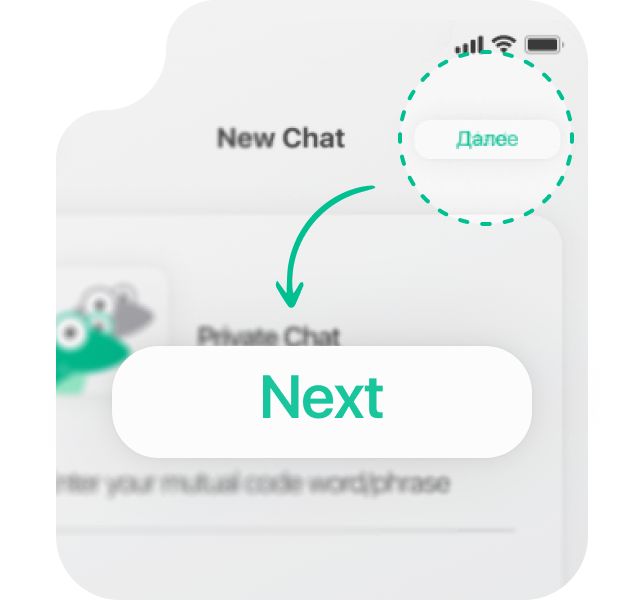 New Chat
Далее
Private Chat
Next
nter your mutual code word/phrase